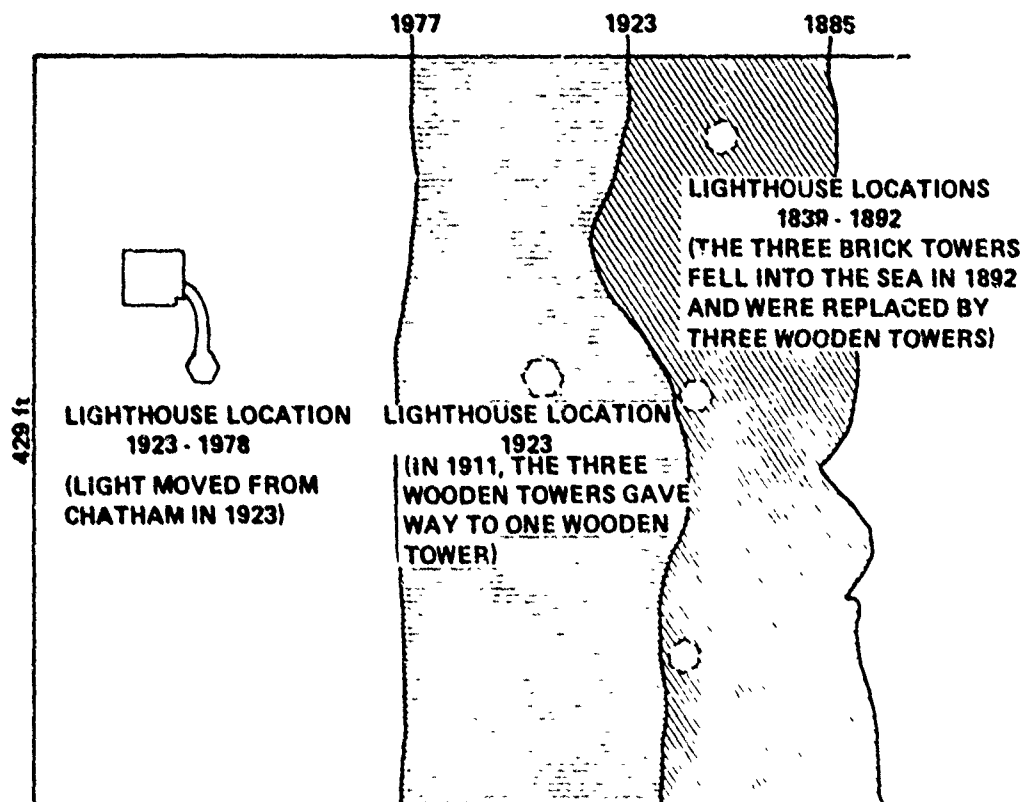 1977
1923
1885
LIGHTHOUSE LOCATIONS
1839 - 1892
(THE THREE BRICK TOWERS
FELL INTO THE SEA IN 1892
AND WERE REPLACED BY
THREE WOODEN TOWERS)
429 ft
LIGHTHOUSE LOCATION
1923 - 1978
(LIGHT MOVED FROM
CHATHAM IN 1923)
LIGHTHOUSE LOCATION
1923
(IN 1911, THE THREE
WOODEN TOWERS GAVE
WAY TO ONE WOODEN
TOWER)